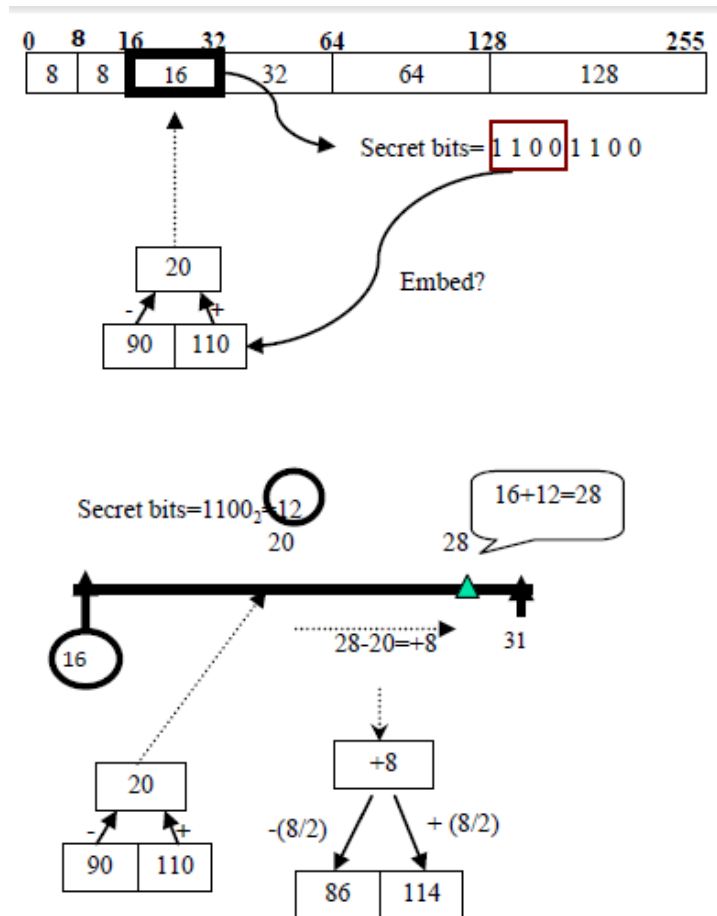 0 8 16 32 64 128 255
8 8 16 32 64 128
Secret bits= 1 1 0 0 1 1 0 0
20
Embed?
- +
90 110
16+12=28
Secret bits=1100₂=12
20 28
16 28-20=+8 31
+8
20
-(8/2) + (8/2)
- +
90 110
86 114